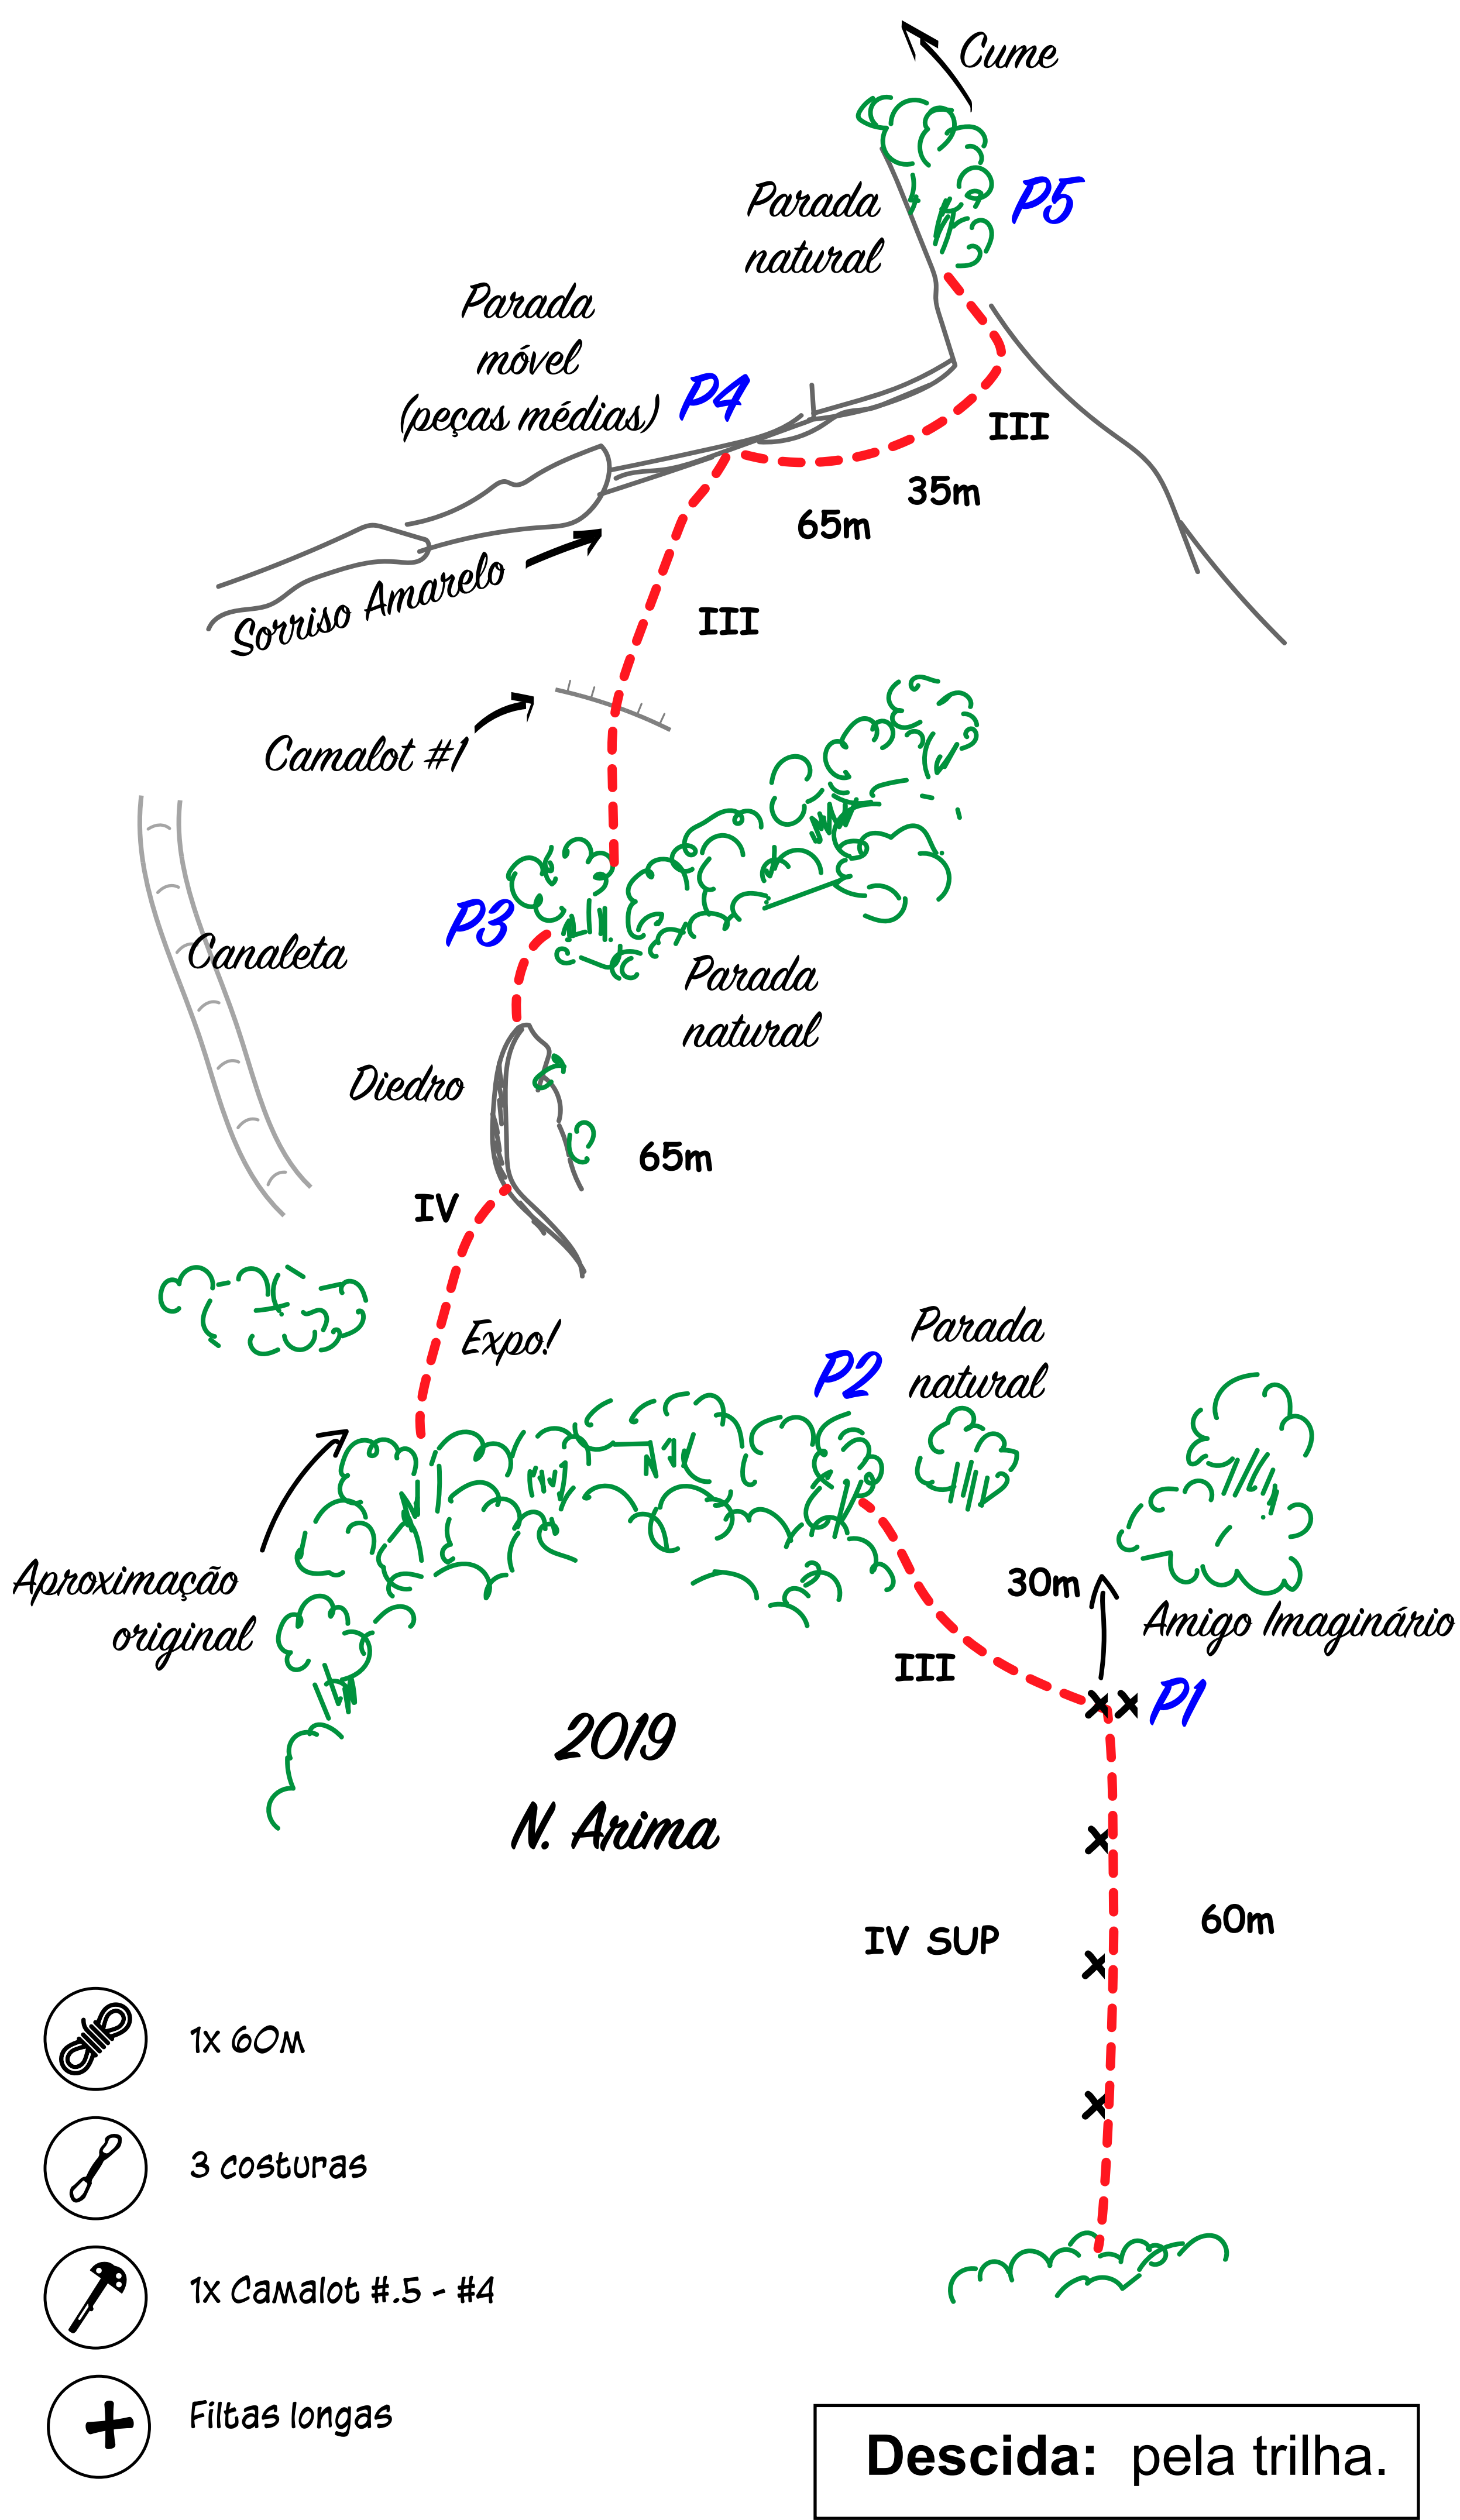 Cume
Parada
natural
P5
Parada
móvel
(peças médias)
P4
III
35m
65m
Sorriso Amarelo
III
Camalot #1
Canaleta
P3
Parada
natural
Diedro
65m
IV
Expo!
P2
Parada
natural
Aproximação
original
30m
Amigo Imaginário
III
XX
P1
2019
N. Arima
X
IV SUP
60m
X
X
1x 60m
3 costuras
1x Camalot #.5 - #4
Filtas longas
Descida: pela trilha.